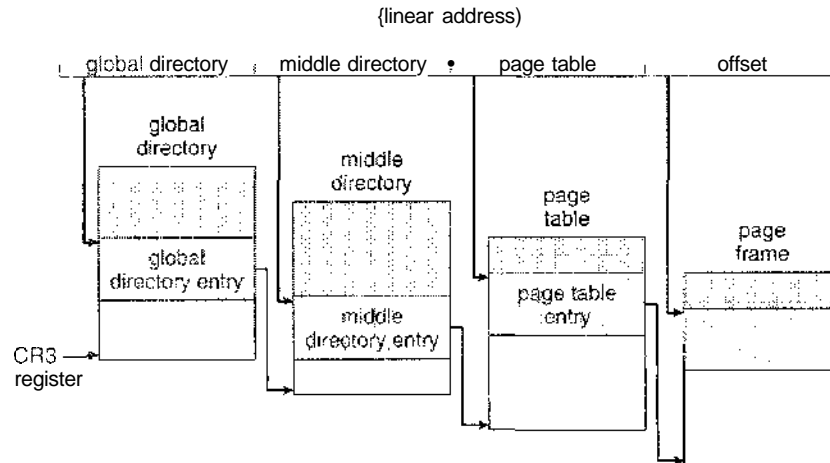 {linear address)
global directory
middle directory •
page table
offset
global
directory
middle
directory
page
table
page
frame
global
directory entry
page table
entry
middle
directory entry
CR3
register